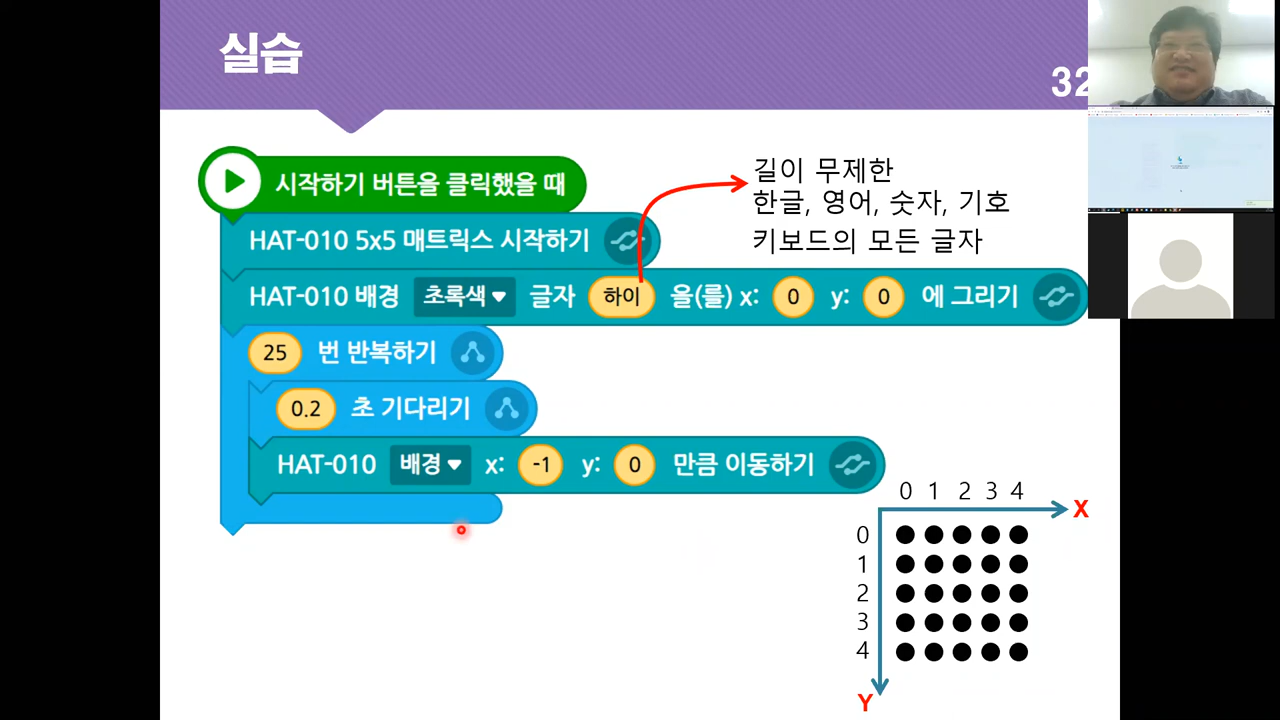 실습
32
시작하기 버튼을 클릭했을 때
HAT-010 5x5 매트릭스 시작하기
HAT-010 배경 초록색 글자 하이 을(를) x: 0 y: 0 에 그리기
25 번 반복하기
0.2 초 기다리기
HAT-010 배경 x: -1 y: 0 만큼 이동하기
길이 무제한
한글, 영어, 숫자, 기호
키보드의 모든 글자
0 1 2 3 4
X
0
1
2
3
4
Y